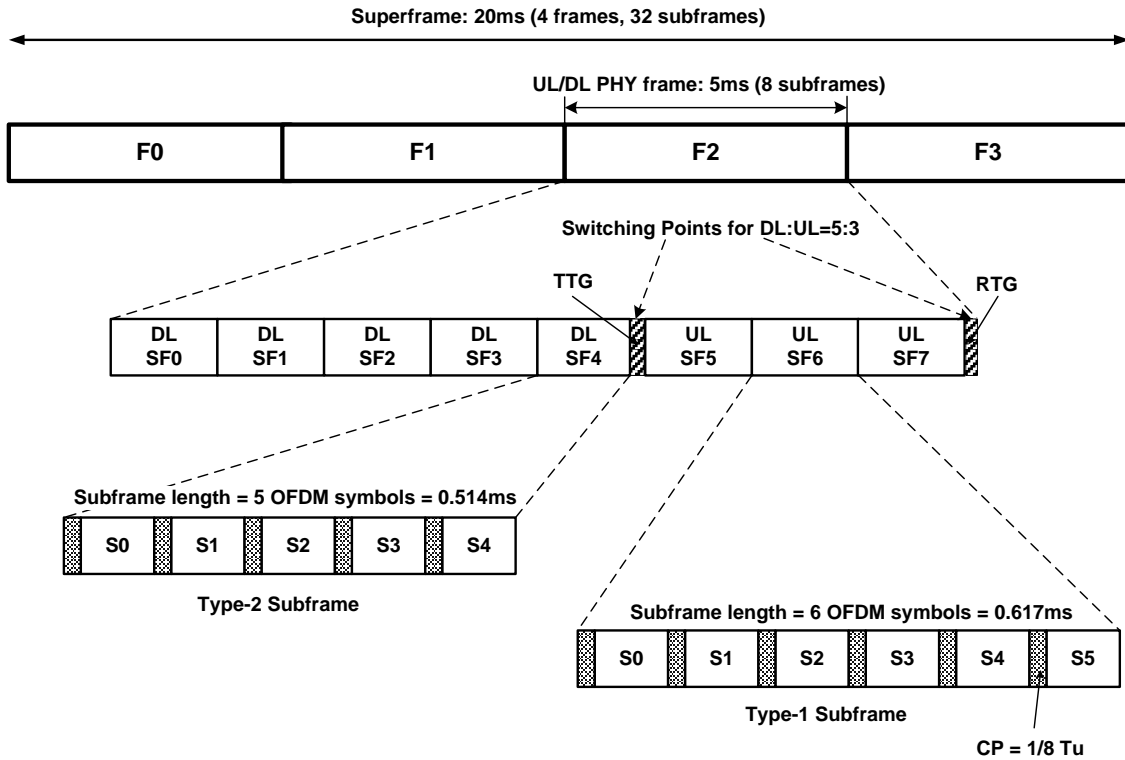 Superframe: 20ms (4 frames, 32 subframes)
UL/DL PHY frame: 5ms (8 subframes)
F0
F1
F2
F3
Switching Points for DL:UL=5:3
TTG
RTG
DL
SF0
DL
SF1
DL
SF2
DL
SF3
DL
SF4
UL
SF5
UL
SF6
UL
SF7
Subframe length = 5 OFDM symbols = 0.514ms
S0
S1
S2
S3
S4
Type-2 Subframe
Subframe length = 6 OFDM symbols = 0.617ms
S0
S1
S2
S3
S4
S5
Type-1 Subframe
CP = 1/8 Tu